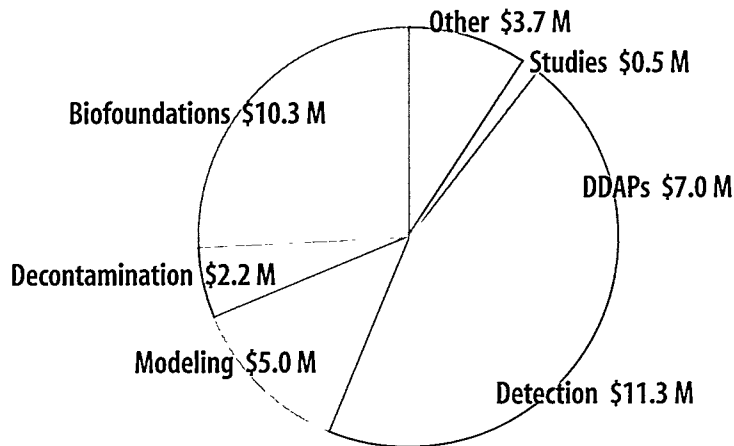 Other $3.7 M
Studies $0.5 M
Biofoundations $10.3 M
DDAPs $7.0 M
Decontamination $2.2 M
Modeling $5.0 M
Detection $11.3 M